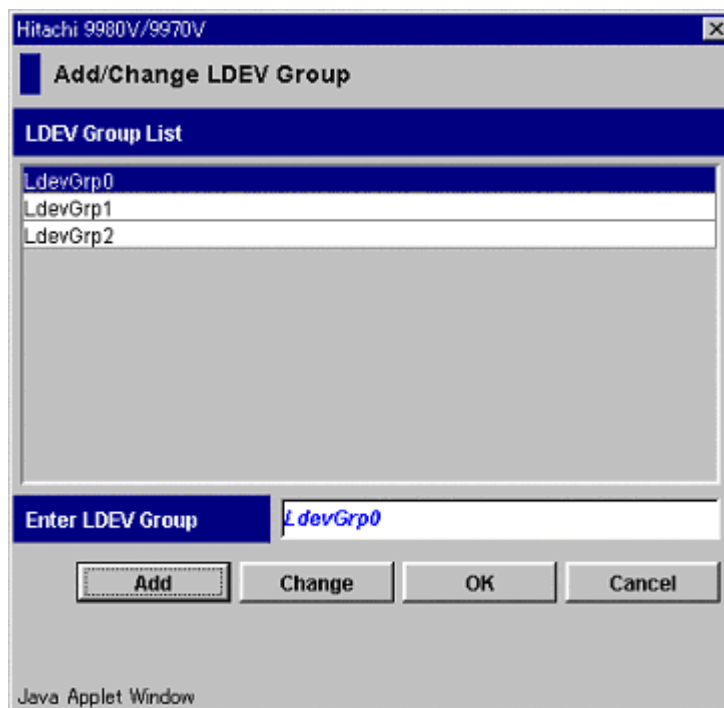 Hitachi 9980V/9970V
Add/Change LDEV Group
LDEV Group List
LdevGrp0
LdevGrp1
LdevGrp2
Enter LDEV Group LdevGrp0
Add Change OK Cancel
Java Applet Window